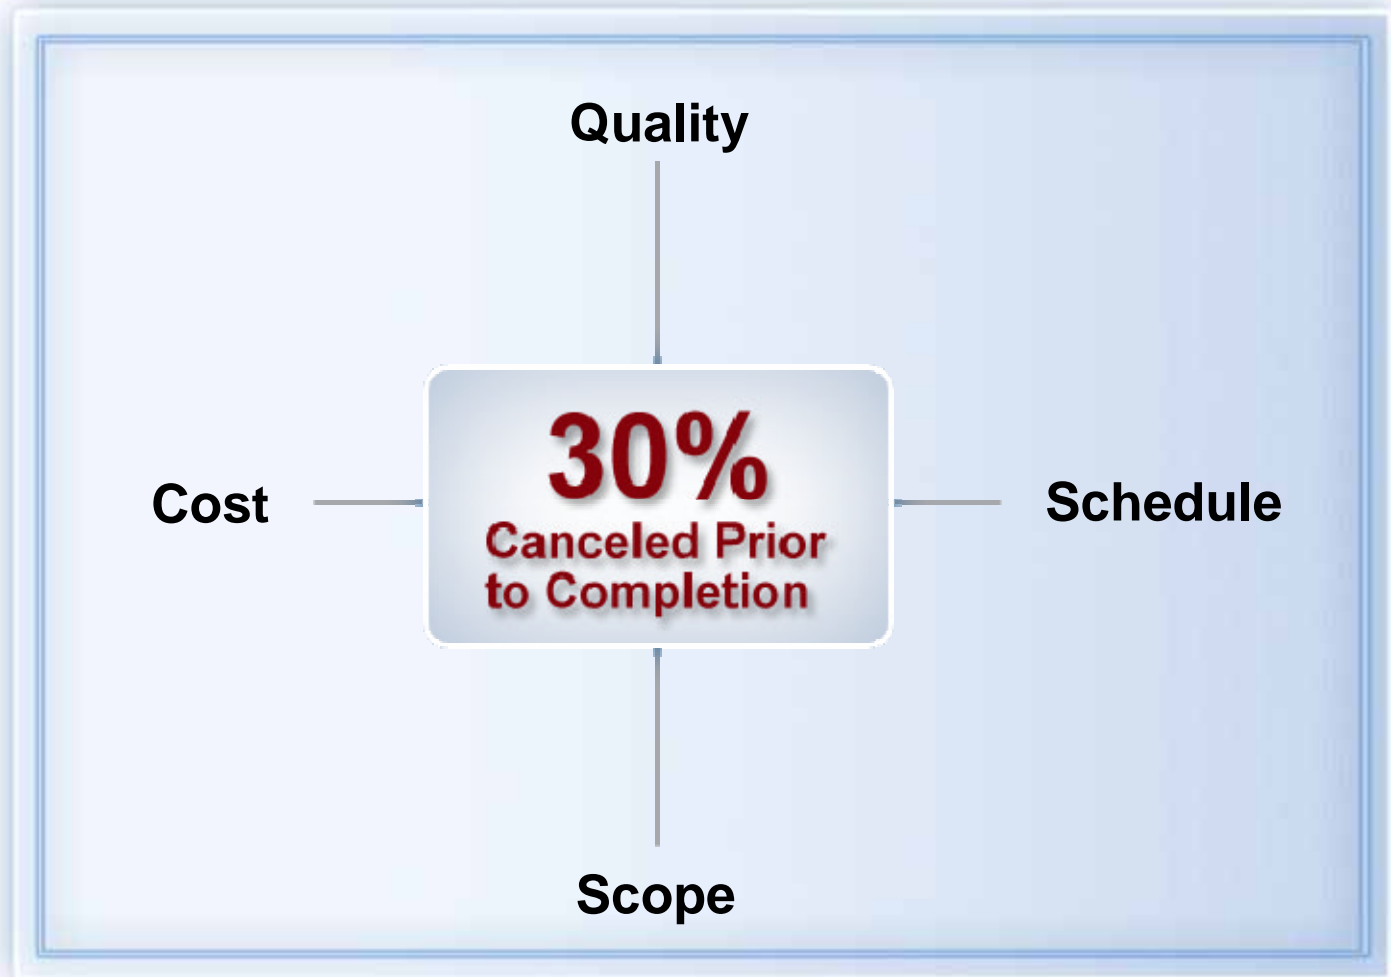 Quality
30%
Canceled Prior
to Completion
Cost
Schedule
Scope